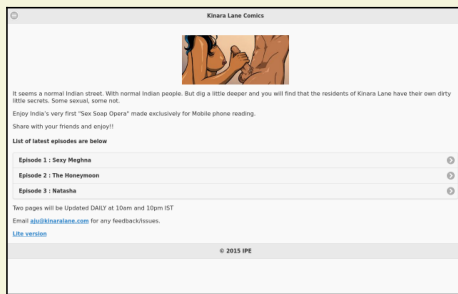 Kinara Lane Comics
It seems a normal Indian street. With normal Indian people. But dig a little deeper and you will find that the residents of Kinara Lane have their own dirty
little secrets. Some sexual, some not.
Enjoy India's very first "Sex Soap Opera" made exclusively for Mobile phone reading.
Share with your friends and enjoy!!
List of latest episodes are below
Episode 1 : Sexy Meghna
Episode 2 : The Honeymoon
Episode 3 : Natasha
Two pages will be Updated DAILY at 10am and 10pm IST
Email aju@kinaralane.com for any feedback/issues.
Lite version
© 2015 IPE